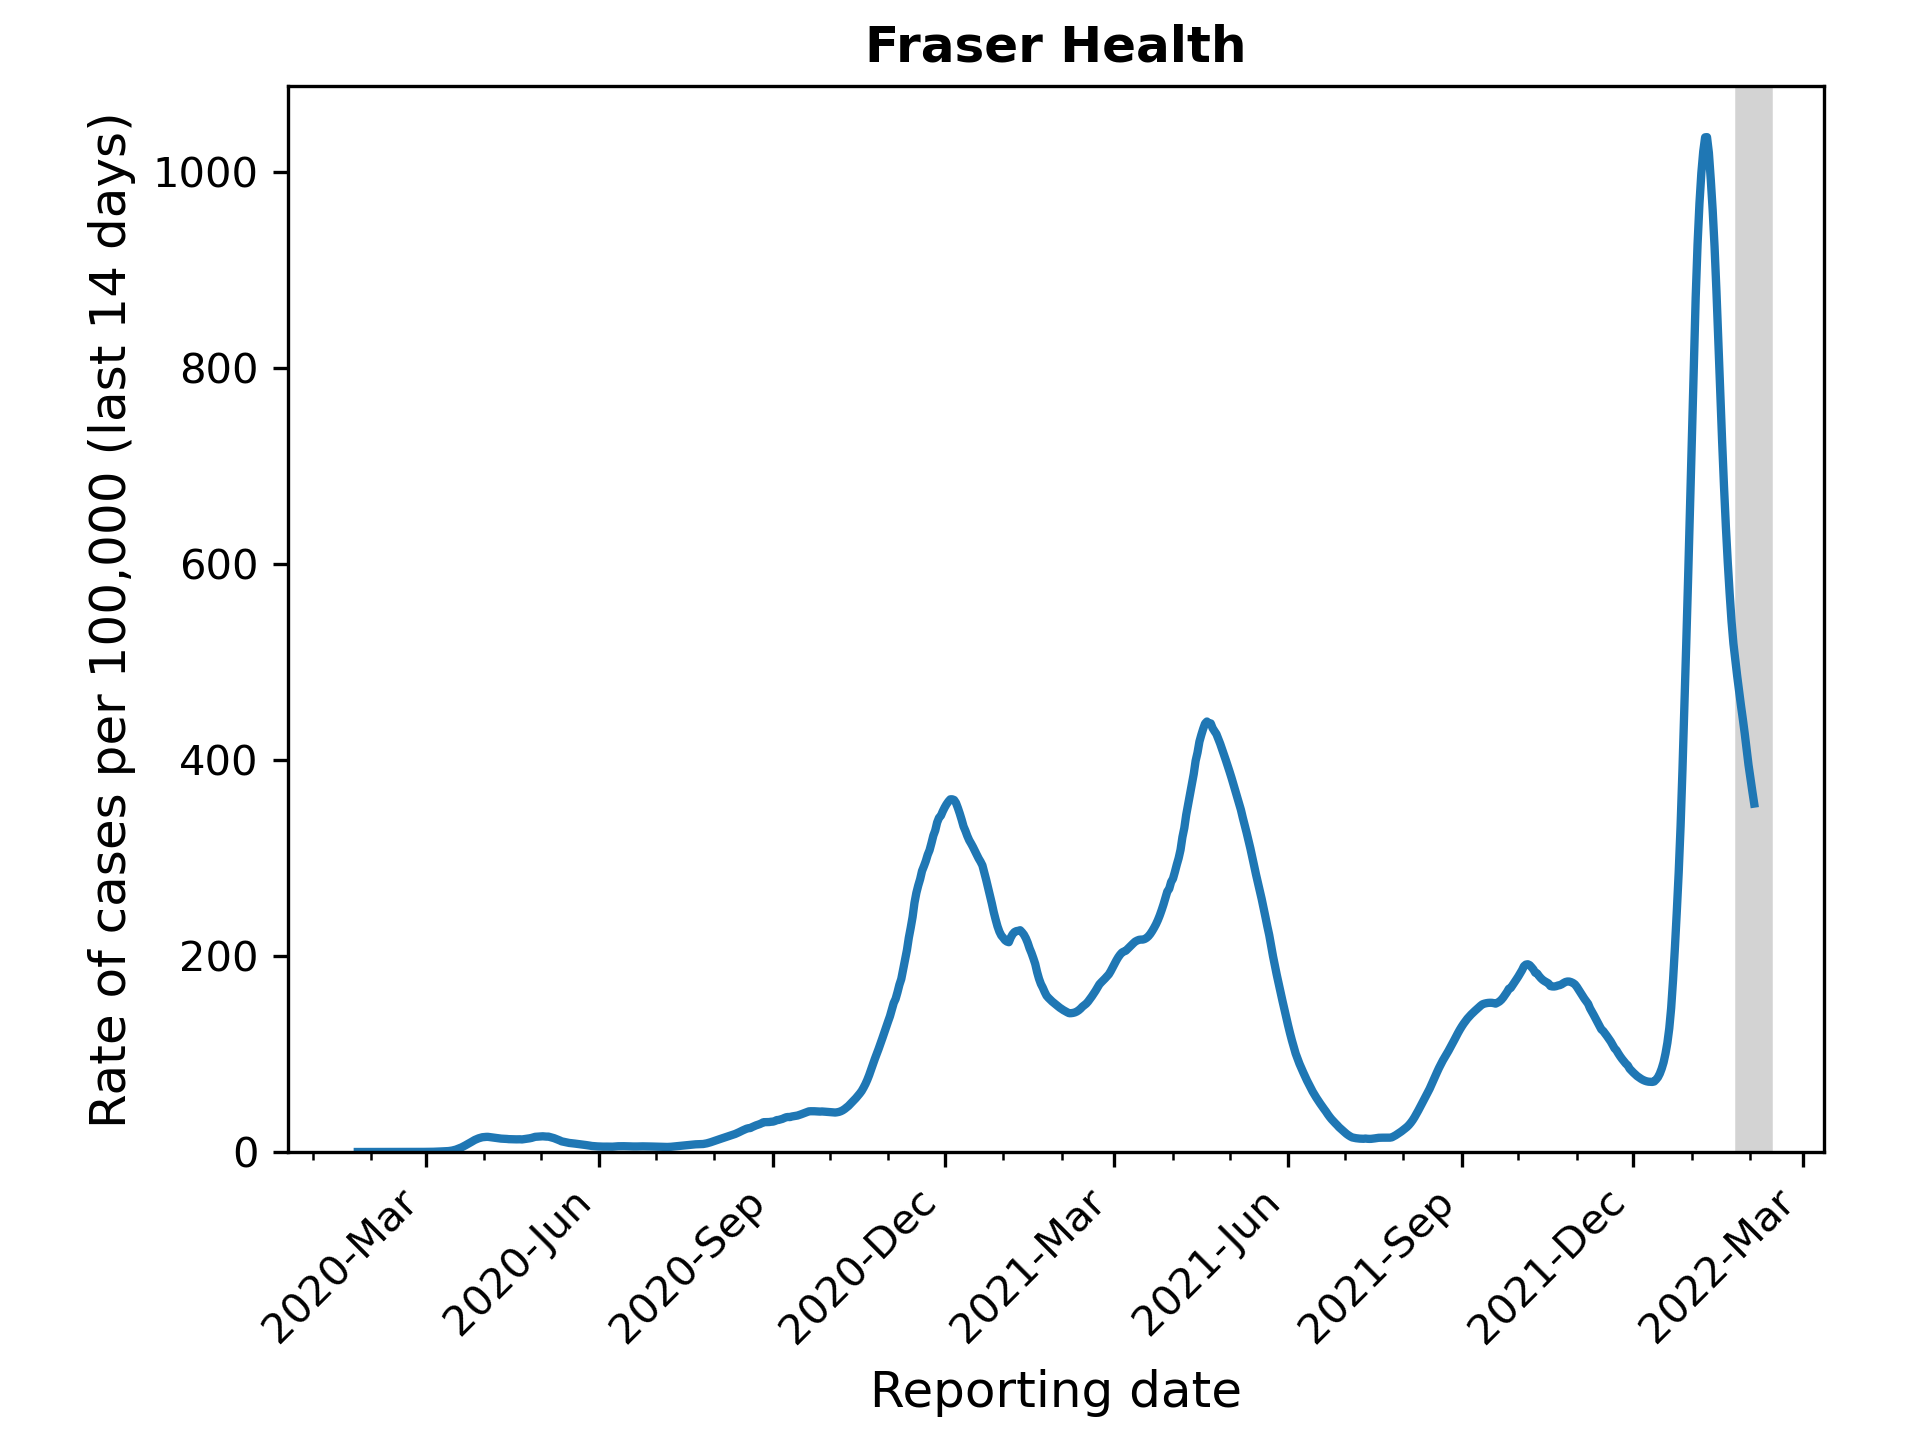 Fraser Health
Rate of cases per 100,000 (last 14 days)
1000
800
600
400
200
0
2020-Mar
2020-Jun
2020-Sep
2020-Dec
2021-Mar
2021-Jun
2021-Sep
2021-Dec
2022-Mar
Reporting date